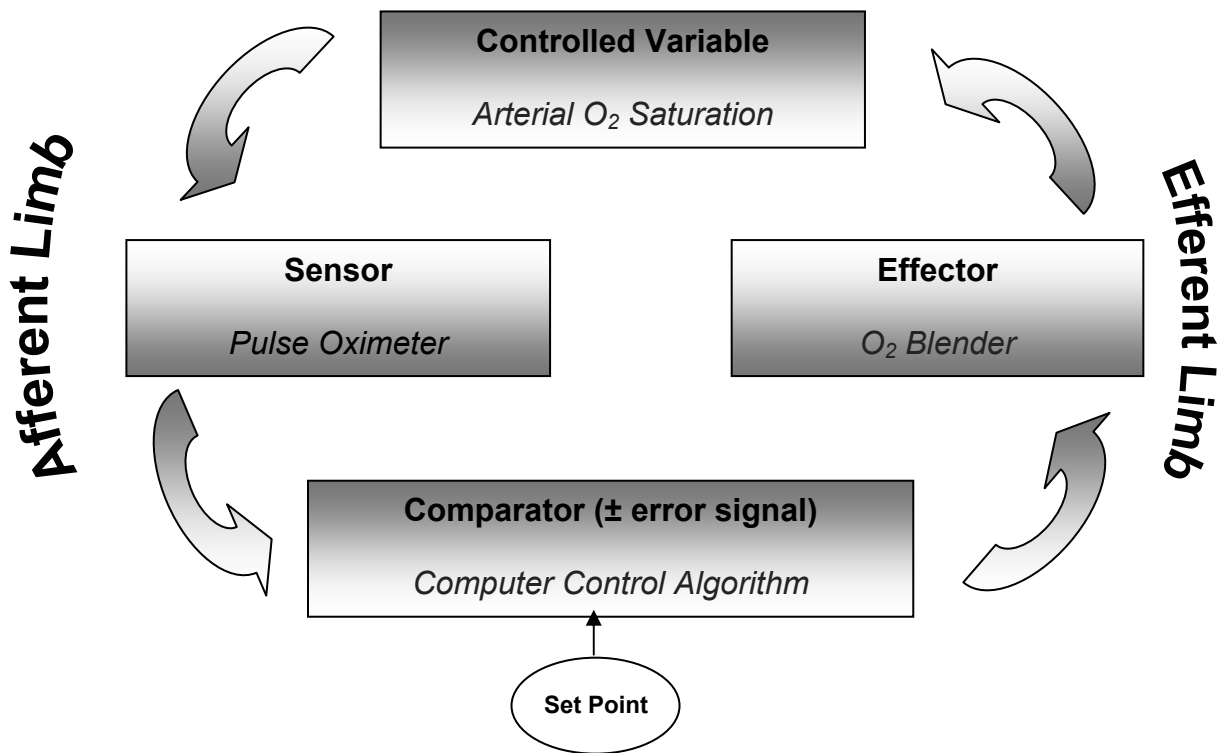 Controlled Variable
Arterial O₂ Saturation
Afferent Limb
Efferent Limb
Sensor
Pulse Oximeter
Effector
O₂ Blender
Comparator (± error signal)
Computer Control Algorithm
Set Point